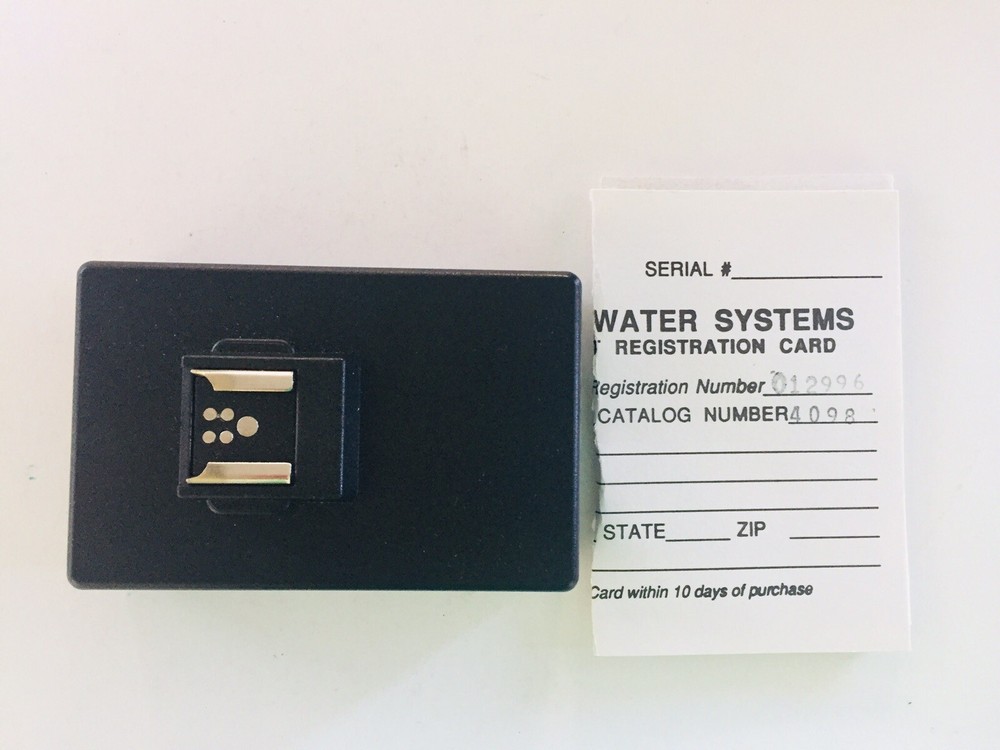 SERIAL #
WATER SYSTEMS
REGISTRATION CARD
Registration Number 012996
CATALOG NUMBER 4098
STATE ZIP
Card within 10 days of purchase